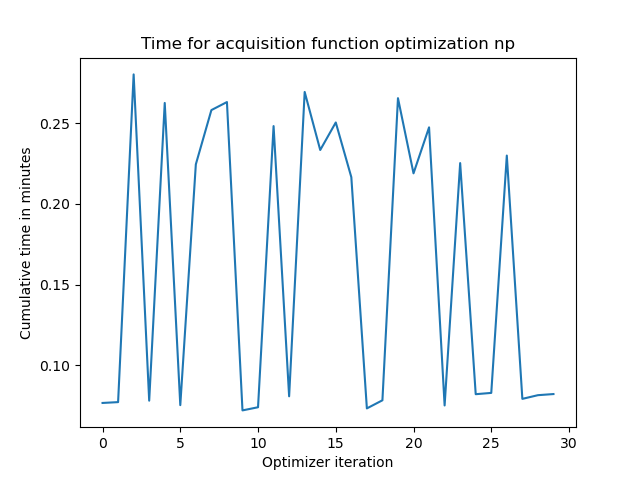 Time for acquisition function optimization np
Cumulative time in minutes
0.25
0.20
0.15
0.10
0 5 10 15 20 25 30
Optimizer iteration